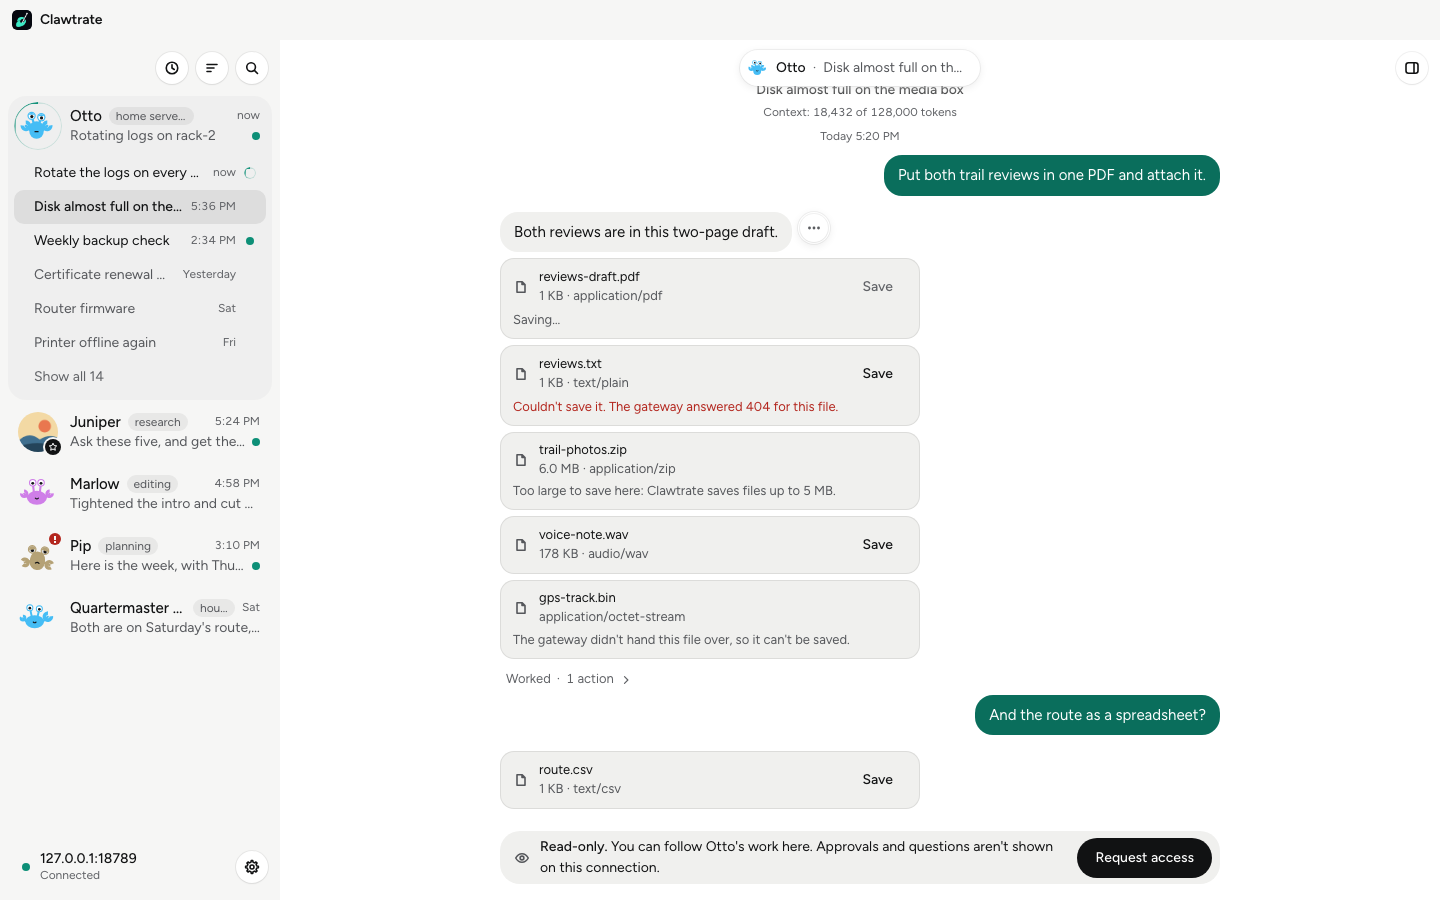 Clawtrate
Otto
home serve...
now
Rotating logs on rack-2
Rotate the logs on every ...
now
Disk almost full on the...
5:36 PM
Weekly backup check
2:34 PM
Certificate renewal ...
Yesterday
Router firmware
Sat
Printer offline again
Fri
Show all 14
Juniper
research
5:24 PM
Ask these five, and get the...
Marlow
editing
4:58 PM
Tightened the intro and cut ...
Pip
planning
3:10 PM
Here is the week, with Thu...
Quartermaster ...
hou...
Sat
Both are on Saturday's route,...
127.0.0.1:18789
Connected
Otto · Disk almost full on th...
Disk almost full on the media box
Context: 18,432 of 128,000 tokens
Today 5:20 PM
Put both trail reviews in one PDF and attach it.
Both reviews are in this two-page draft.
reviews-draft.pdf
1 KB · application/pdf
Save
Saving...
reviews.txt
1 KB · text/plain
Save
Couldn't save it. The gateway answered 404 for this file.
trail-photos.zip
6.0 MB · application/zip
Too large to save here: Clawtrate saves files up to 5 MB.
voice-note.wav
178 KB · audio/wav
Save
gps-track.bin
application/octet-stream
The gateway didn't hand this file over, so it can't be saved.
Worked · 1 action
And the route as a spreadsheet?
route.csv
1 KB · text/csv
Save
Read-only. You can follow Otto's work here. Approvals and questions aren't shown
on this connection.
Request access